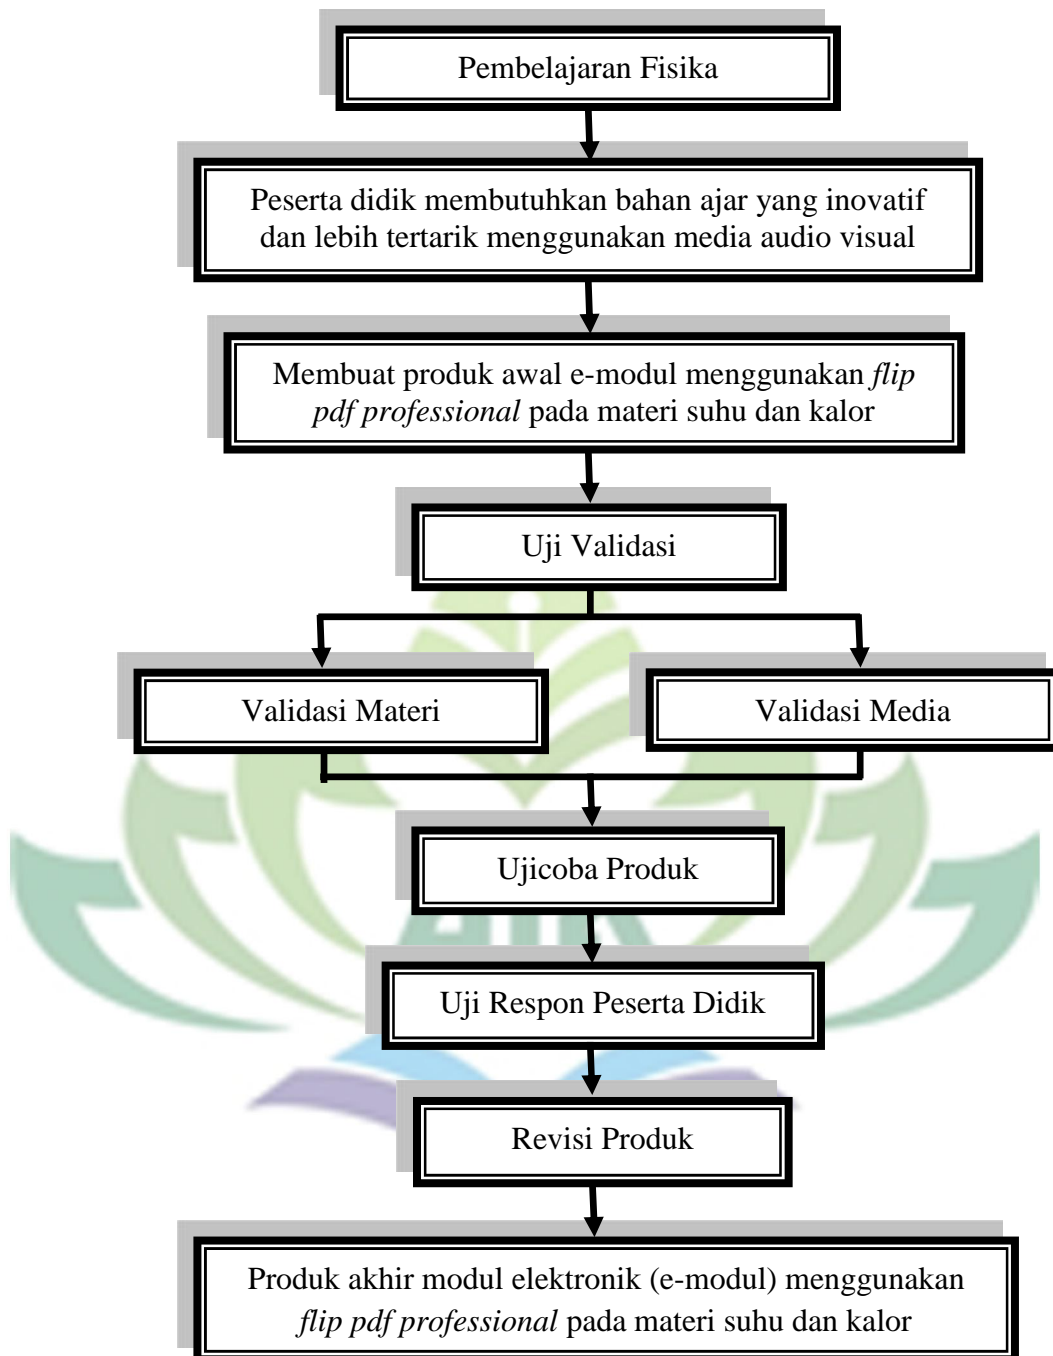 Pembelajaran Fisika
Peserta didik membutuhkan bahan ajar yang inovatif
dan lebih tertarik menggunakan media audio visual
Membuat produk awal e-modul menggunakan flip
pdf professional pada materi suhu dan kalor
Uji Validasi
Validasi Materi
Validasi Media
Ujicoba Produk
Uji Respon Peserta Didik
Revisi Produk
Produk akhir modul elektronik (e-modul) menggunakan
flip pdf professional pada materi suhu dan kalor